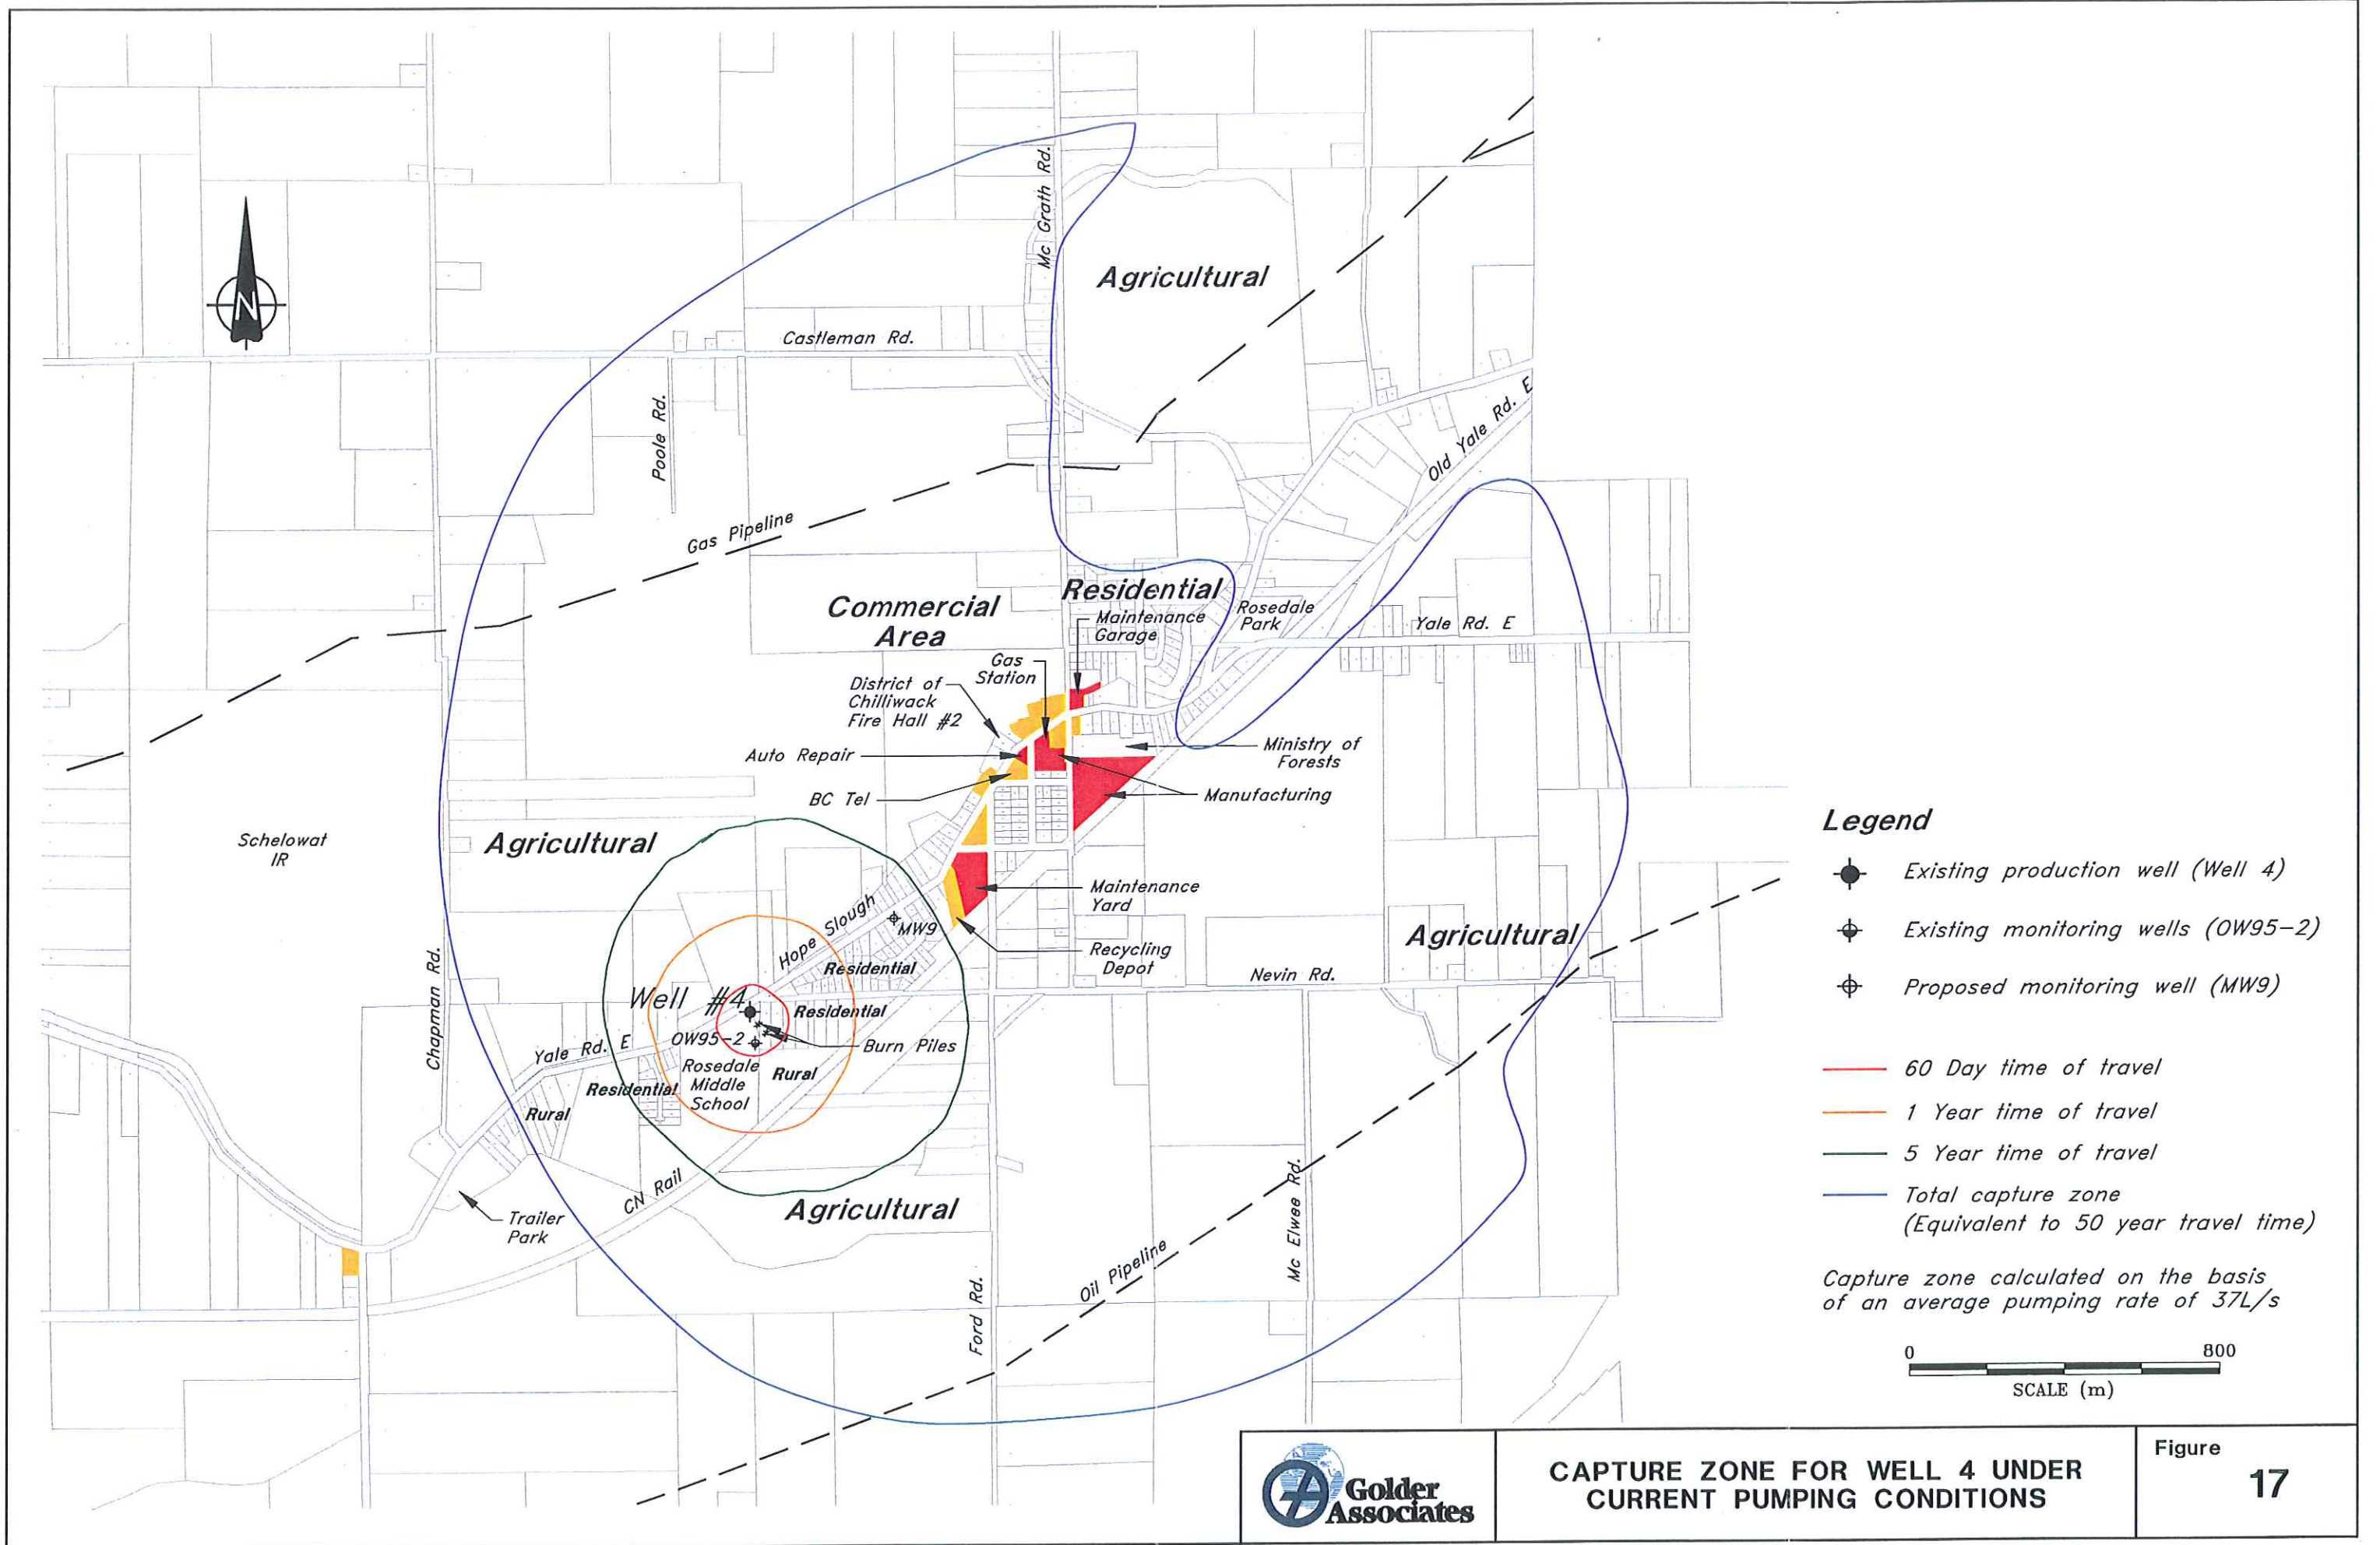 Mc Grath Rd.
Agricultural
N
Castleman Rd.
Poole Rd.
Old Yale Rd. E
Gas Pipeline
Residential
Commercial
Area
Maintenance
Garage
Rosedale
Park
Yale Rd. E
Gas
Station
District of
Chilliwack
Fire Hall #2
Auto Repair
Ministry of
Forests
BC Tel
Manufacturing
Schelowat
IR
Agricultural
Maintenance
Yard
Hope Slough
MW9
Recycling
Depot
Agricultural
Residential
Nevin Rd.
Chapman Rd.
Well #4
Residential
OW95-2
Burn Piles
Yale Rd. E
Rosedale
Middle
School
Rural
Residential
Rural
CN Rail
Agricultural
Trailer
Park
Mc Elwee Rd.
Oil Pipeline
Ford Rd.
Legend
Existing production well (Well 4)
Existing monitoring wells (OW95-2)
Proposed monitoring well (MW9)
60 Day time of travel
1 Year time of travel
5 Year time of travel
Total capture zone
(Equivalent to 50 year travel time)
Capture zone calculated on the basis
of an average pumping rate of 37L/s
0 800
SCALE (m)
Golder
Associates
CAPTURE ZONE FOR WELL 4 UNDER
CURRENT PUMPING CONDITIONS
Figure
17